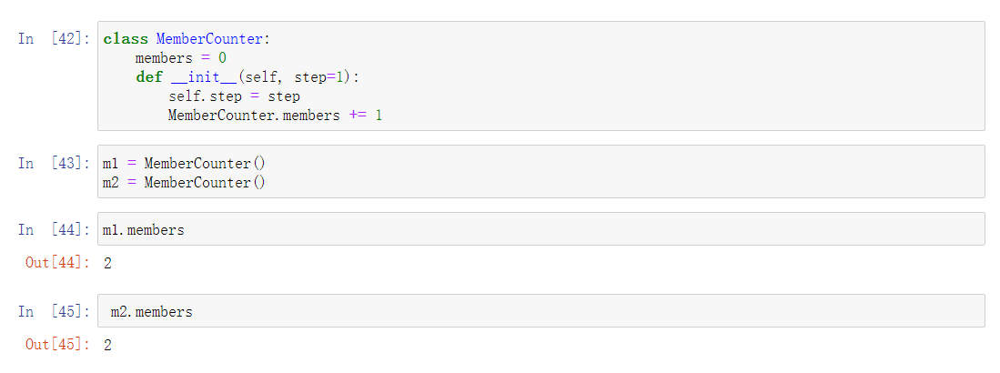 In [42]: class MemberCounter:
    members = 0
    def __init__(self, step=1):
        self.step = step
        MemberCounter.members += 1
In [43]: m1 = MemberCounter()
m2 = MemberCounter()
In [44]: m1.members
Out[44]: 2
In [45]: m2.members
Out[45]: 2